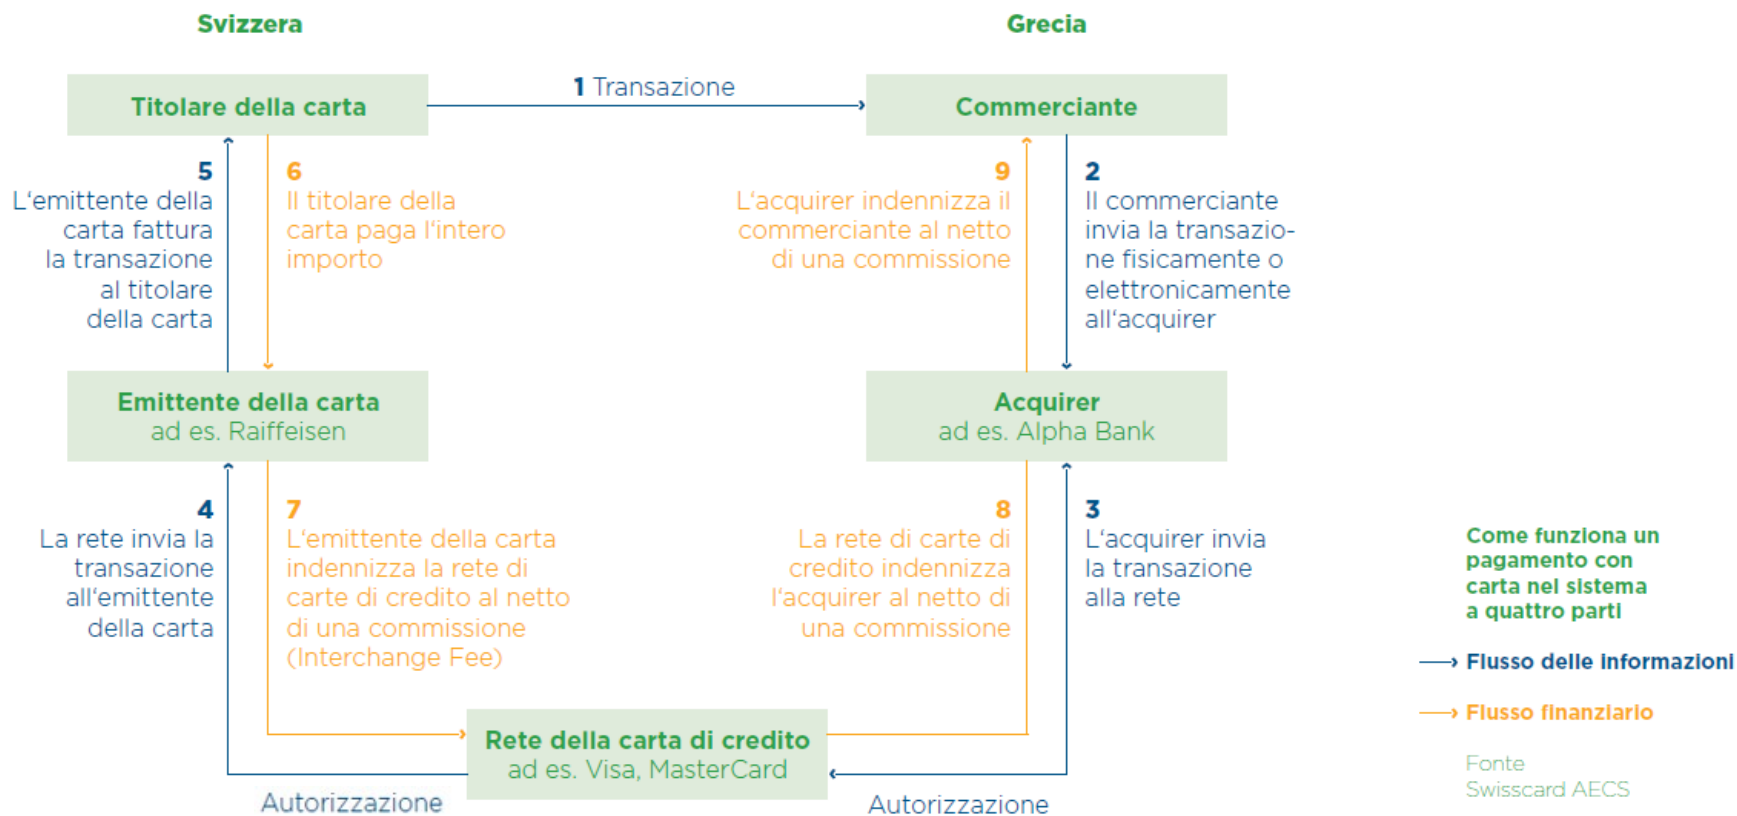 Svizzera
Grecia
Titolare della carta
1 Transazione
Commerciante
5
L‘emittente della
carta fattura
la transazione
al titolare
della carta
6
Il titolare della
carta paga l‘intero
importo
9
L'acquirer indennizza il
commerciante al netto
di una commissione
2
Il commerciante
invia la transazio-
ne fisicamente o
elettronicamente
all‘acquirer
Emittente della carta
ad es. Raiffeisen
Acquirer
ad es. Alpha Bank
4
La rete invia la
transazione
all‘emittente
della carta
7
L‘emittente della carta
indennizza la rete di
carte di credito al netto
di una commissione
(Interchange Fee)
8
La rete di carte di
credito indennizza
l‘acquirer al netto di
una commissione
3
L‘acquirer invia
la transazione
alla rete
Rete della carta di credito
ad es. Visa, MasterCard
Autorizzazione
Autorizzazione
Come funziona un
pagamento con
carta nel sistema
a quattro parti
Flusso delle informazioni
Flusso finanziario
Fonte
Swisscard AECS